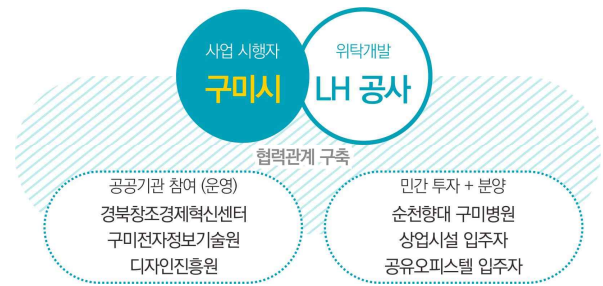 사업 시행자
구미시
위탁개발
LH 공사
협력관계 구축
공공기관 참여 (운영)
경북창조경제혁신센터
구미전자정보기술원
디자인진흥원
민간 투자 + 분양
순천향대 구미병원
상업시설 입주자
공유오피스텔 입주자